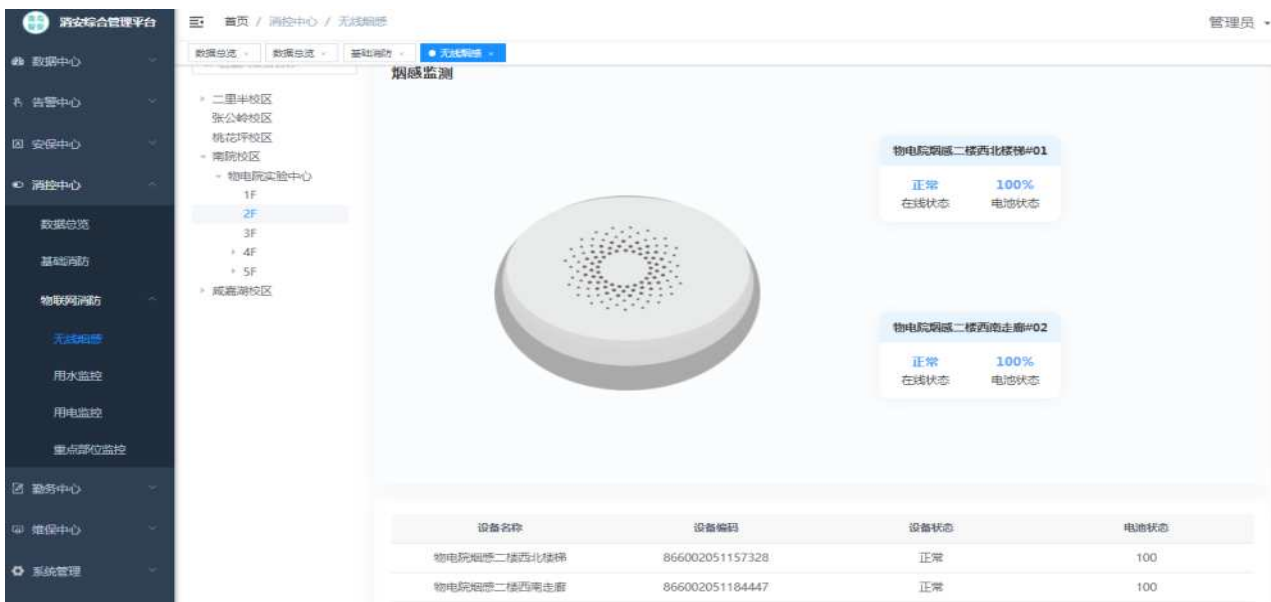 消安综合管理平台
首页 / 消控中心 / 无线烟感
管理员
数据总览
数据总览
基础消防
无线烟感
数据中心
告警中心
安保中心
消控中心
数据总览
基础消防
物联网消防
无线烟感
用水监控
用电监控
重点部位监控
勤务中心
维保中心
系统管理
二里半校区
张公岭校区
桃花坪校区
南院校区
物电院实验中心
1F
2F
3F
4F
5F
咸嘉湖校区
烟感监测
物电院烟感二楼西北楼梯#01
正常 100%
在线状态 电池状态
物电院烟感二楼西南走廊#02
正常 100%
在线状态 电池状态
设备名称 设备编码 设备状态 电池状态
物电院烟感二楼西北楼梯 866002051157328 正常 100
物电院烟感二楼西南走廊 866002051184447 正常 100